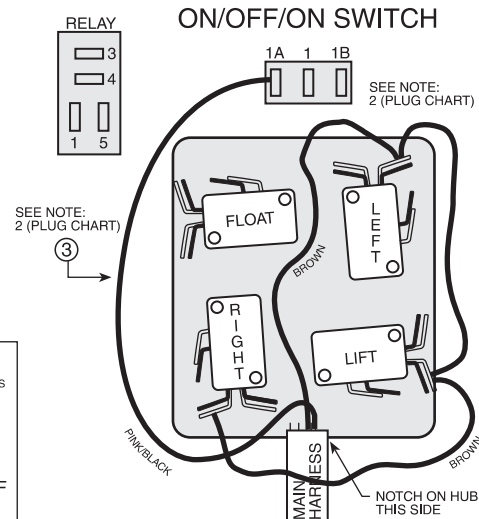 ON/OFF/ON SWITCH
RELAY
3
4
1 5
1A 1 1B
SEE NOTE:
2 (PLUG CHART)
SEE NOTE:
2 (PLUG CHART)
3
FLOAT
LEFT
BROWN
RIGHT
LIFT
S
F
PINK/BLACK
MAIN
HARNESS
BROWN
NOTCH ON HUB
THIS SIDE